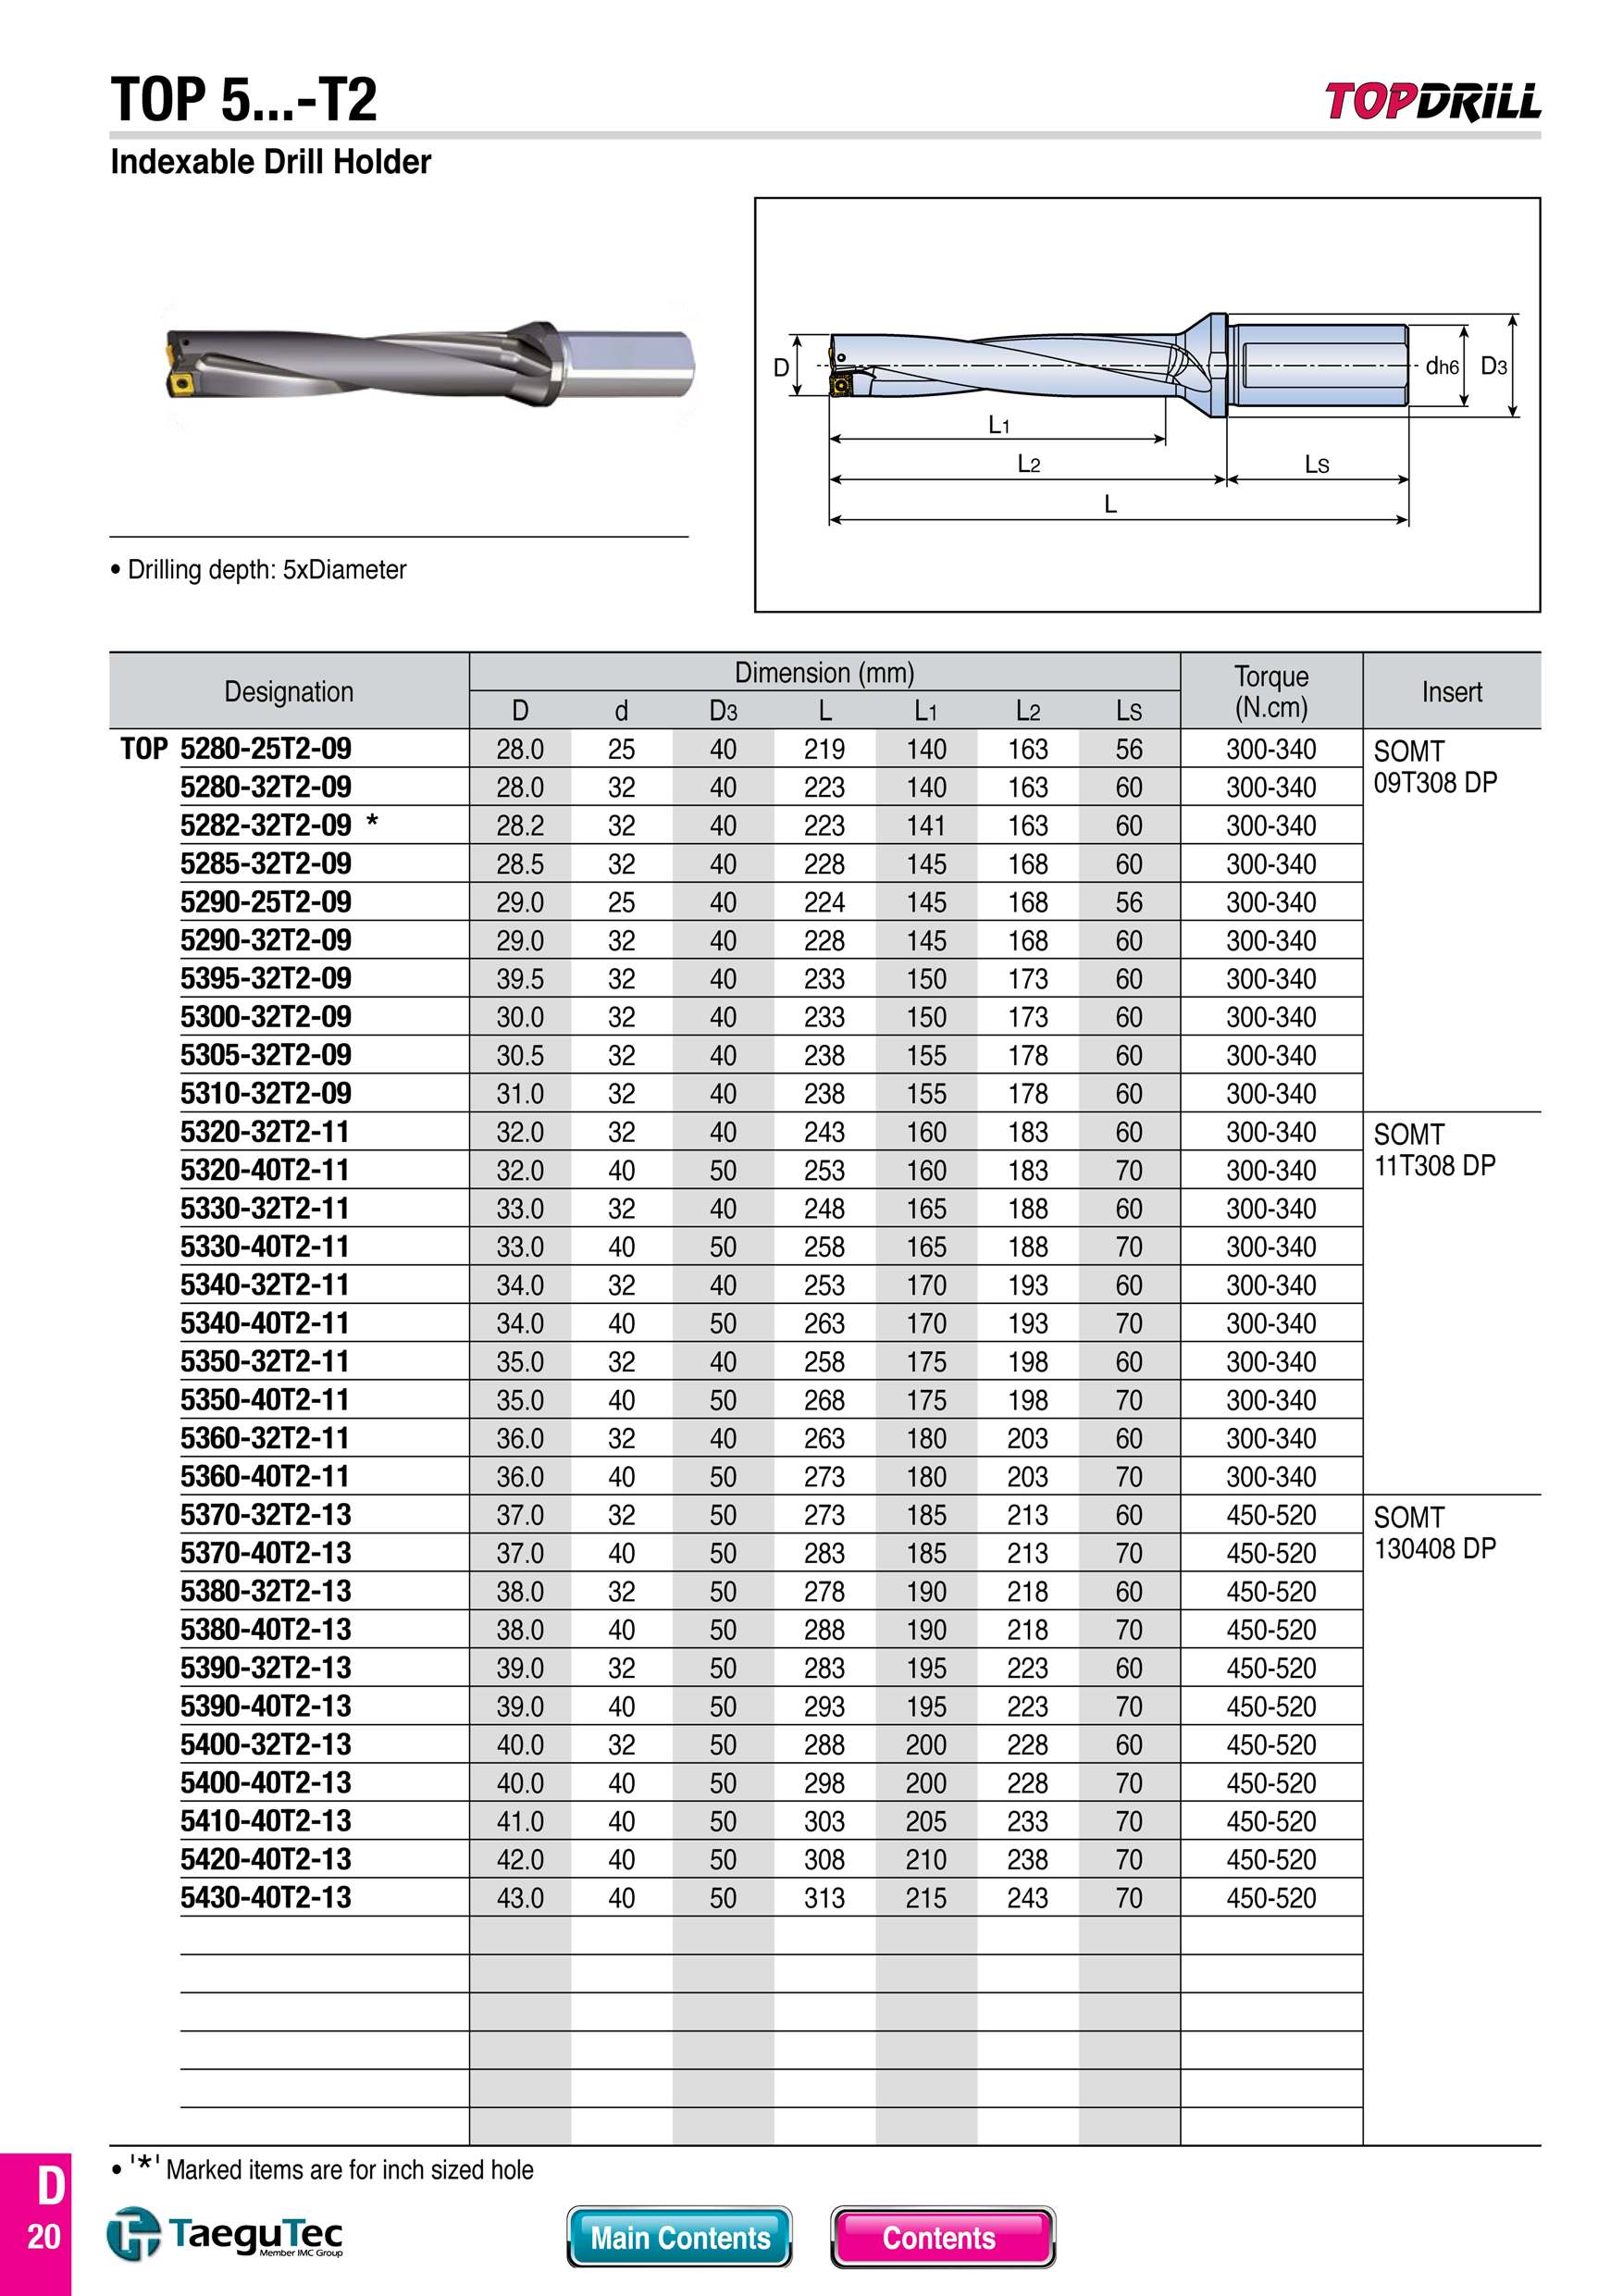 TOP 5...-T2
TOPDRILL
Indexable Drill Holder
D
dh6
D3
L1
L2
LS
L
• Drilling depth: 5xDiameter
Designation
Dimension (mm)
Torque (N.cm)
Insert
D d D3 L L1 L2 LS
TOP 5280-25T2-09 28.0 25 40 219 140 163 56 300-340 SOMT 09T308 DP
5280-32T2-09 28.0 32 40 223 140 163 60 300-340
5282-32T2-09 * 28.2 32 40 223 141 163 60 300-340
5285-32T2-09 28.5 32 40 228 145 168 60 300-340
5290-25T2-09 29.0 25 40 224 145 168 56 300-340
5290-32T2-09 29.0 32 40 228 145 168 60 300-340
5395-32T2-09 39.5 32 40 233 150 173 60 300-340
5300-32T2-09 30.0 32 40 233 150 173 60 300-340
5305-32T2-09 30.5 32 40 238 155 178 60 300-340
5310-32T2-09 31.0 32 40 238 155 178 60 300-340
5320-32T2-11 32.0 32 40 243 160 183 60 300-340 SOMT 11T308 DP
5320-40T2-11 32.0 40 50 253 160 183 70 300-340
5330-32T2-11 33.0 32 40 248 165 188 60 300-340
5330-40T2-11 33.0 40 50 258 165 188 70 300-340
5340-32T2-11 34.0 32 40 253 170 193 60 300-340
5340-40T2-11 34.0 40 50 263 170 193 70 300-340
5350-32T2-11 35.0 32 40 258 175 198 60 300-340
5350-40T2-11 35.0 40 50 268 175 198 70 300-340
5360-32T2-11 36.0 32 40 263 180 203 60 300-340
5360-40T2-11 36.0 40 50 273 180 203 70 300-340
5370-32T2-13 37.0 32 50 273 185 213 60 450-520 SOMT 130408 DP
5370-40T2-13 37.0 40 50 283 185 213 70 450-520
5380-32T2-13 38.0 32 50 278 190 218 60 450-520
5380-40T2-13 38.0 40 50 288 190 218 70 450-520
5390-32T2-13 39.0 32 50 283 195 223 60 450-520
5390-40T2-13 39.0 40 50 293 195 223 70 450-520
5400-32T2-13 40.0 32 50 288 200 228 60 450-520
5400-40T2-13 40.0 40 50 298 200 228 70 450-520
5410-40T2-13 41.0 40 50 303 205 233 70 450-520
5420-40T2-13 42.0 40 50 308 210 238 70 450-520
5430-40T2-13 43.0 40 50 313 215 243 70 450-520
• '*' Marked items are for inch sized hole
D
20
TaeguTec
Member IMC Group
Main Contents
Contents